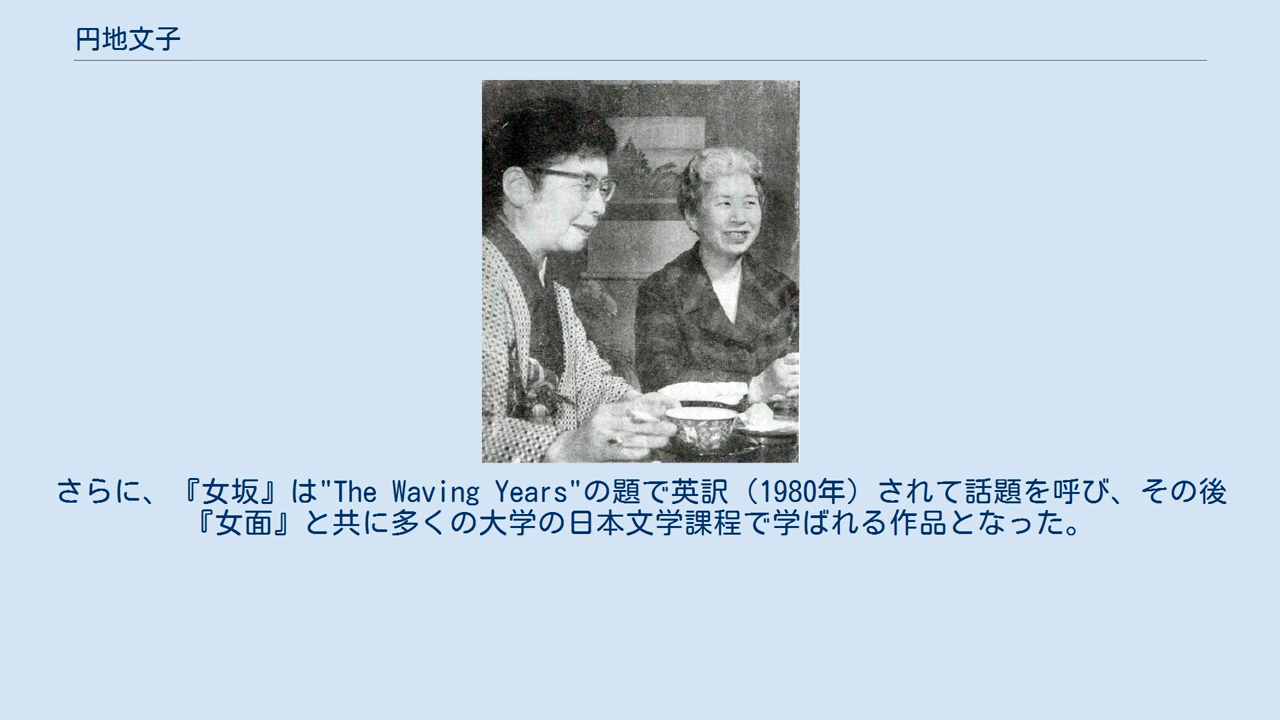 円地文子
さらに、『女坂』は"The Waving Years"の題で英訳（1980年）されて話題を呼び、その後
『女面』と共に多くの大学の日本文学課程で学ばれる作品となった。